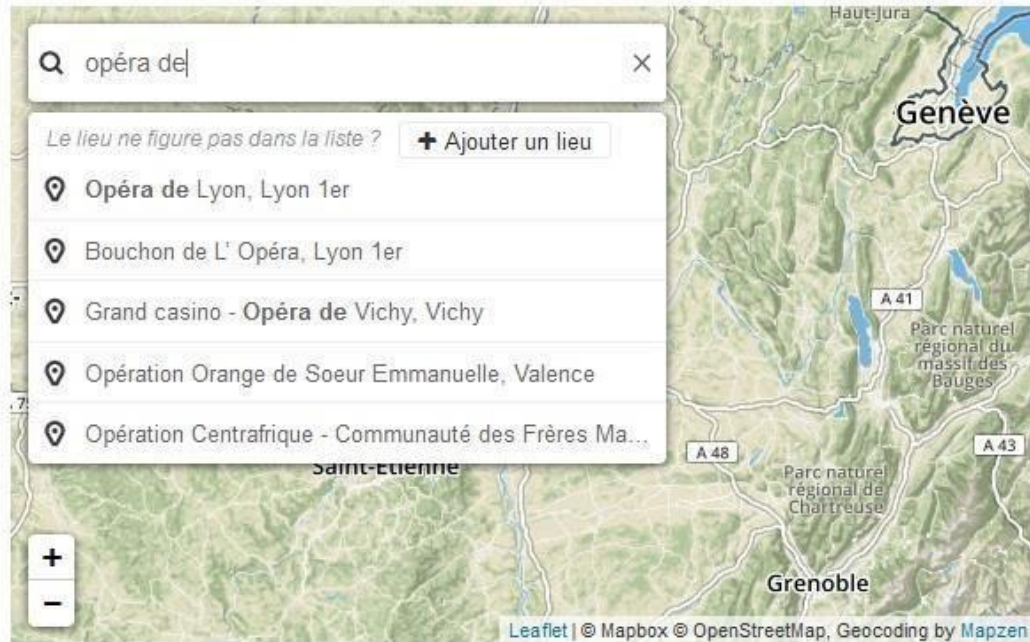 Haut-Jura
opéra de
Genève
Le lieu ne figure pas dans la liste ? + Ajouter un lieu
Opéra de Lyon, Lyon 1er
Bouchon de L' Opéra, Lyon 1er
Grand casino - Opéra de Vichy, Vichy
Opération Orange de Soeur Emmanuelle, Valence
Opération Centrafrique - Communauté des Frères Ma...
A 41
Parc naturel
régional du
massif des
Bauges
Saint-Étienne
A 48
A 43
Parc naturel
régional de
Chartreuse
+
−
Grenoble
Leaflet | © Mapbox © OpenStreetMap, Geocoding by Mapzen